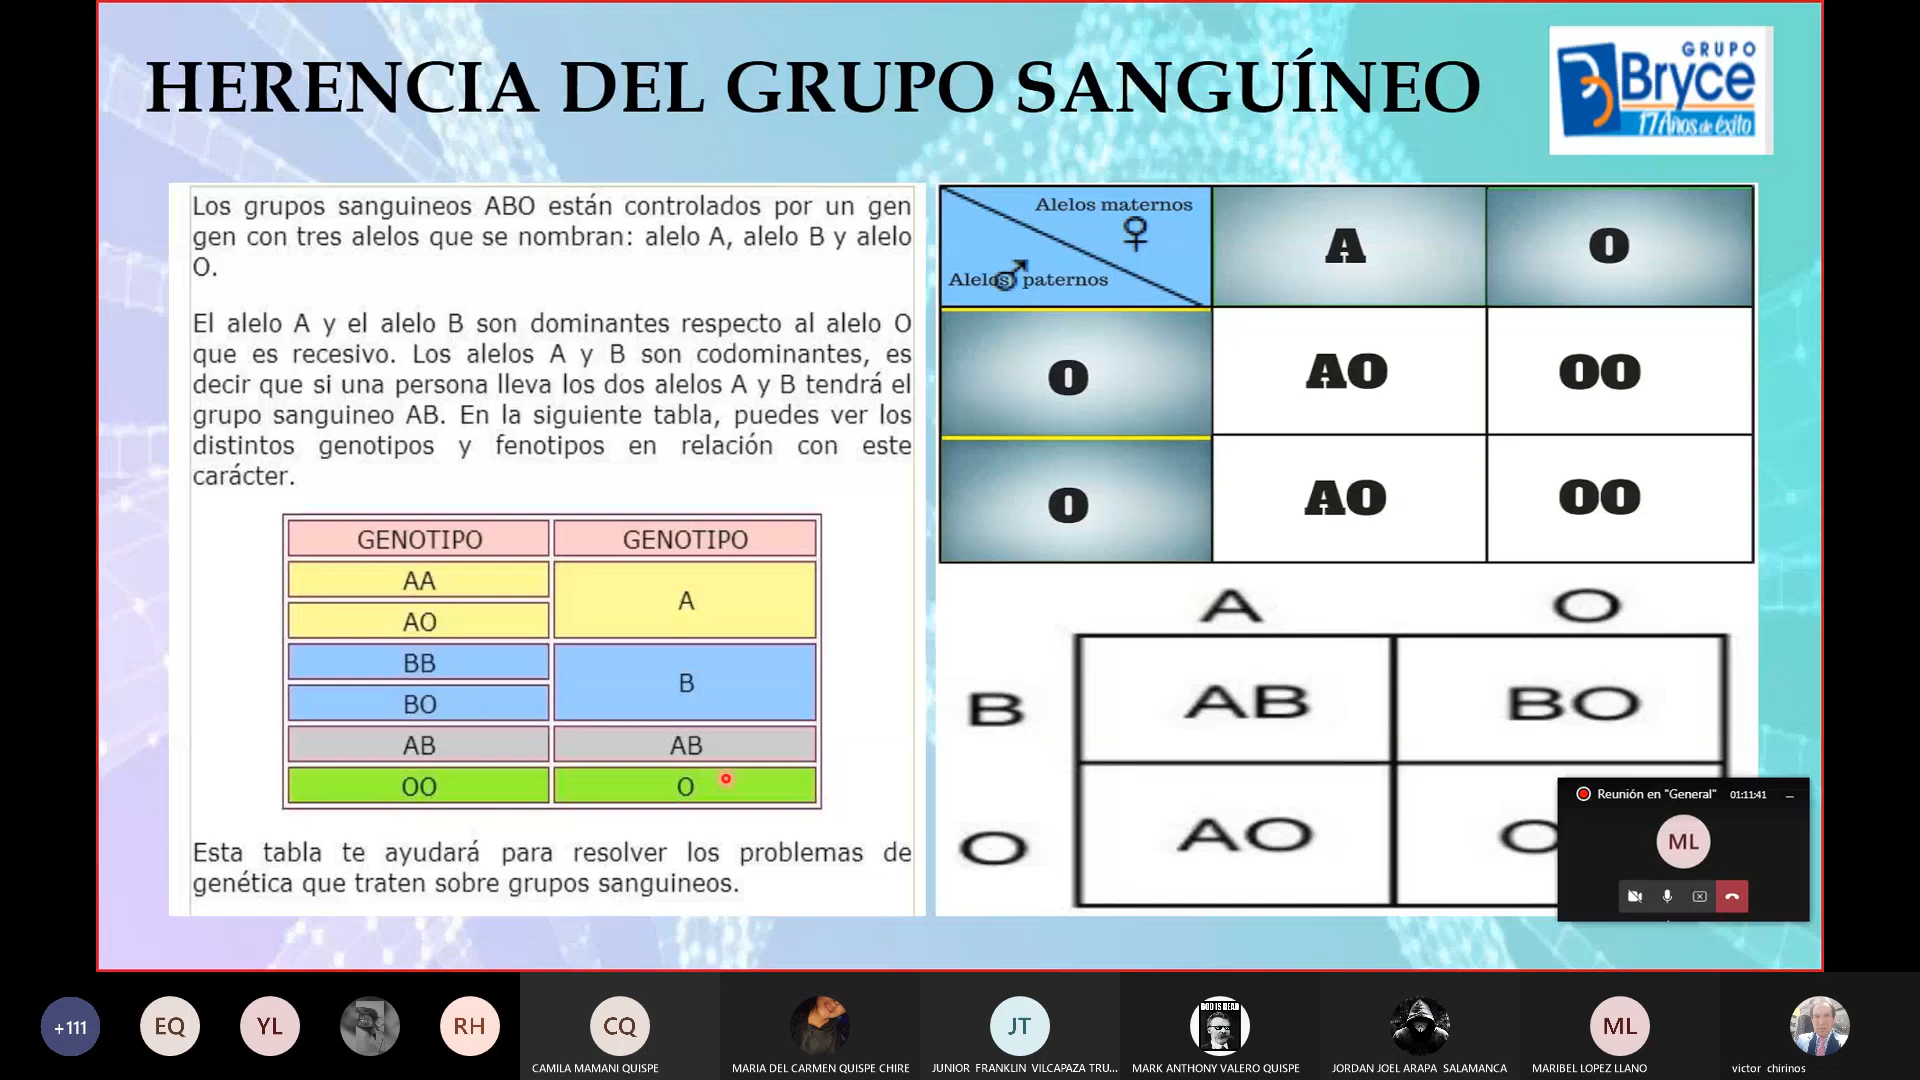 HERENCIA DEL GRUPO SANGUÍNEO
GRUPO
Bryce
17 Años de éxito
Los grupos sanguineos ABO están controlados por un gen
gen con tres alelos que se nombran: alelo A, alelo B y alelo
O.
El alelo A y el alelo B son dominantes respecto al alelo O
que es recesivo. Los alelos A y B son codominantes, es
decir que si una persona lleva los dos alelos A y B tendrá el
grupo sanguineo AB. En la siguiente tabla, puedes ver los
distintos genotipos y fenotipos en relación con este
carácter.
GENOTIPO GENOTIPO
AA
A
AO
BB
B
BO
AB AB
OO O
Esta tabla te ayudará para resolver los problemas de
genética que traten sobre grupos sanguineos.
Alelos maternos
♀
♂
Alelos paternos
A O
O AO OO
O AO OO
A O
B AB BO
O AO O
Reunión en "General" 01:11:41
ML
+111 EQ YL RH CQ JT ML
GOD IS DEAD
CAMILA MAMANI QUISPE
MARIA DEL CARMEN QUISPE CHIRE
JUNIOR FRANKLIN VILCAPAZA TRU...
MARK ANTHONY VALERO QUISPE
JORDAN JOEL ARAPA SALAMANCA
MARIBEL LOPEZ LLANO
victor chirinos